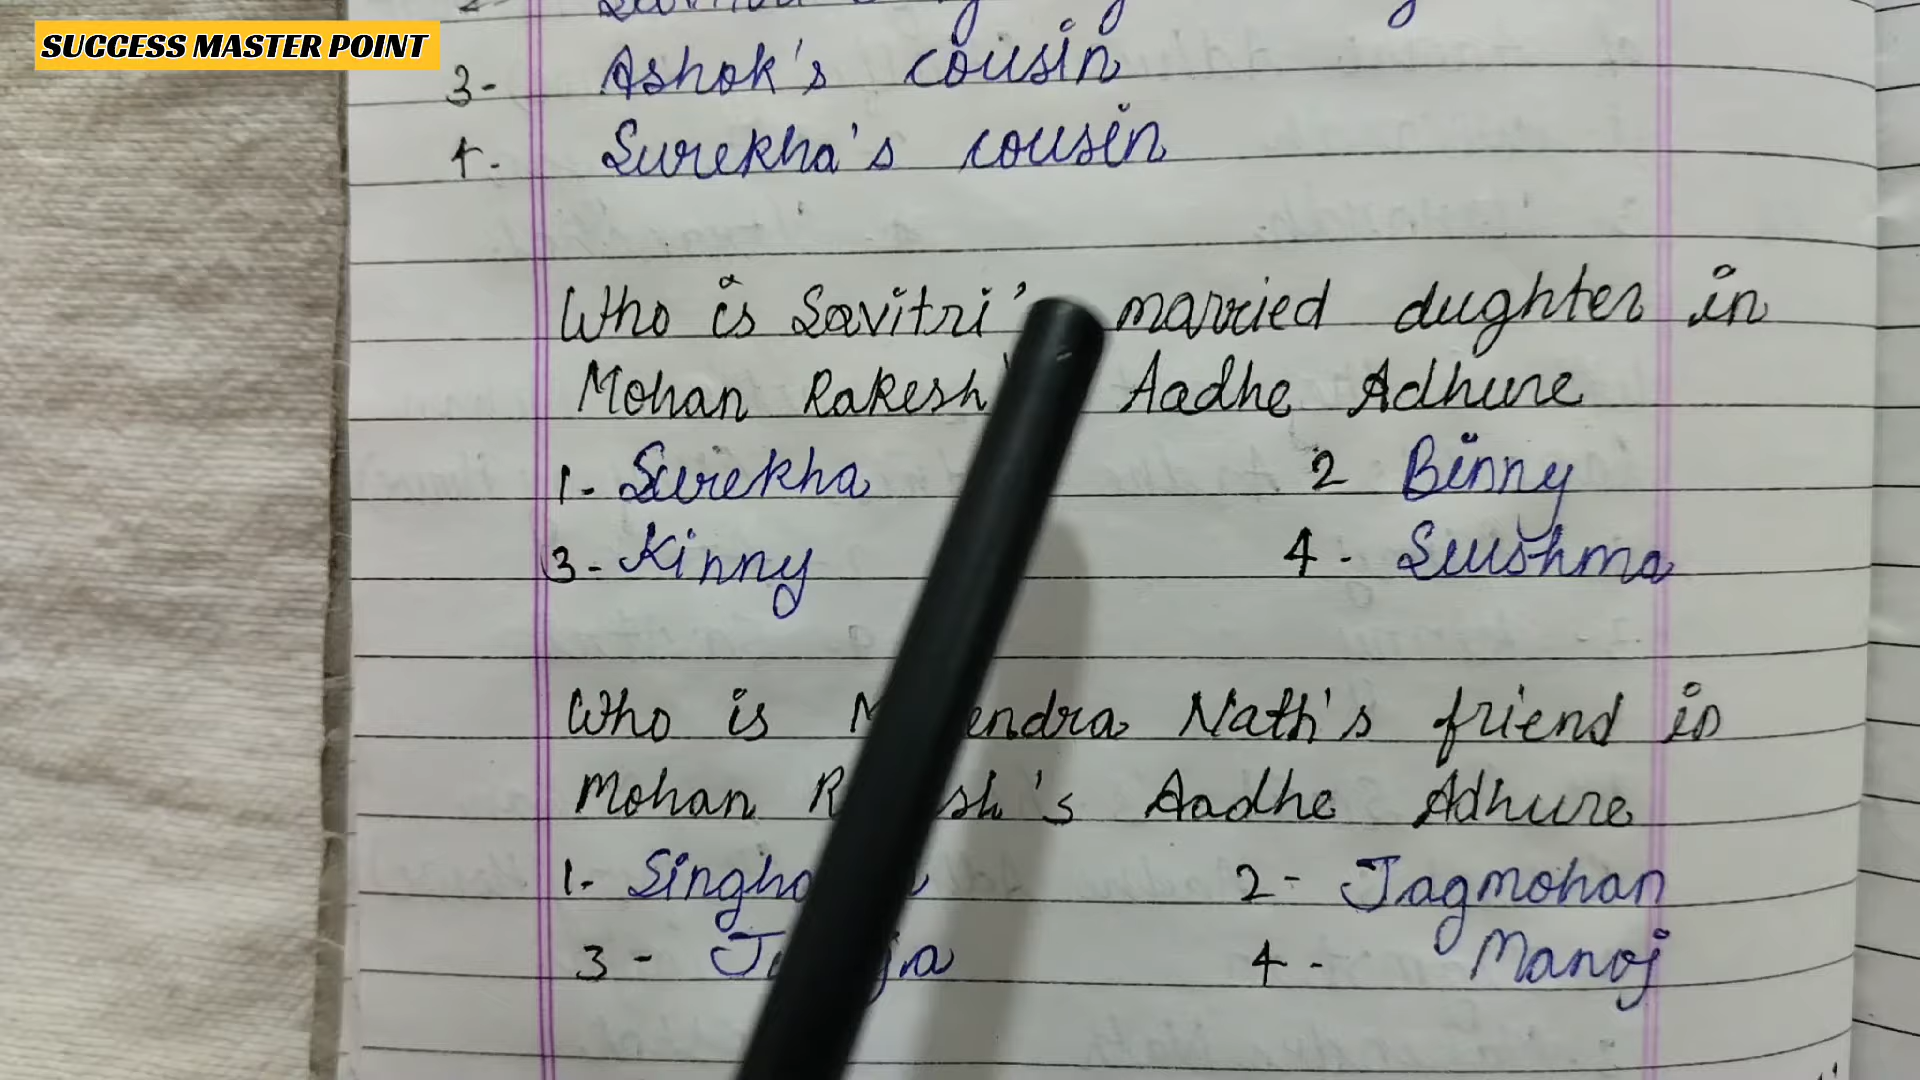 SUCCESS MASTER POINT
3- Ashok's cousin
4- Surekha's cousin
Who is Savitri' married dughter in
Mohan Rakesh' Aadhe Adhure
1- Surekha 2 Binny
3- Kinny 4- Sushma
Who is Nath's friend in
Mohan Aadhe Adhure
1- 2- Jagmohan
3- 4- Manoj